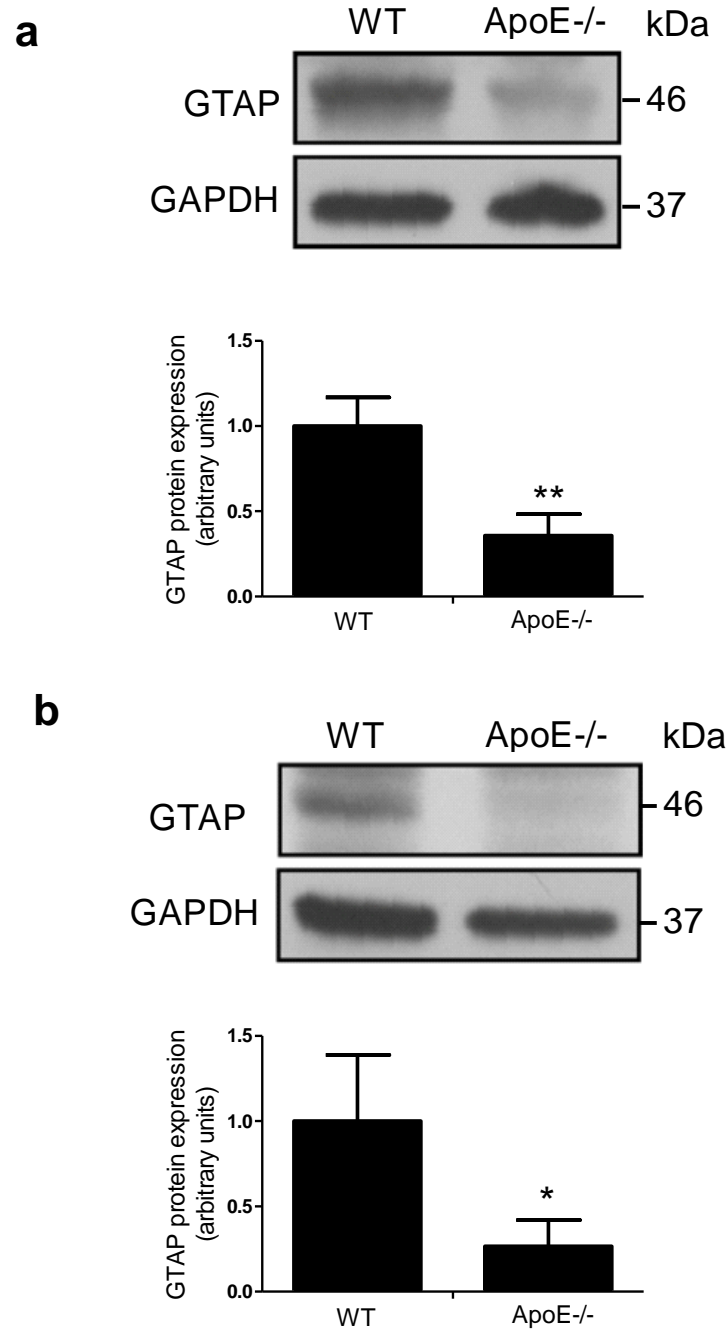 a
WT ApoE-/- kDa
GTAP 46
GAPDH 37
GTAP protein expression
(arbitrary units)
1.5
1.0
0.5
0.0
**
WT ApoE-/-
b
WT ApoE-/- kDa
GTAP 46
GAPDH 37
GTAP protein expression
(arbitrary units)
1.5
1.0
0.5
0.0
*
WT ApoE-/-